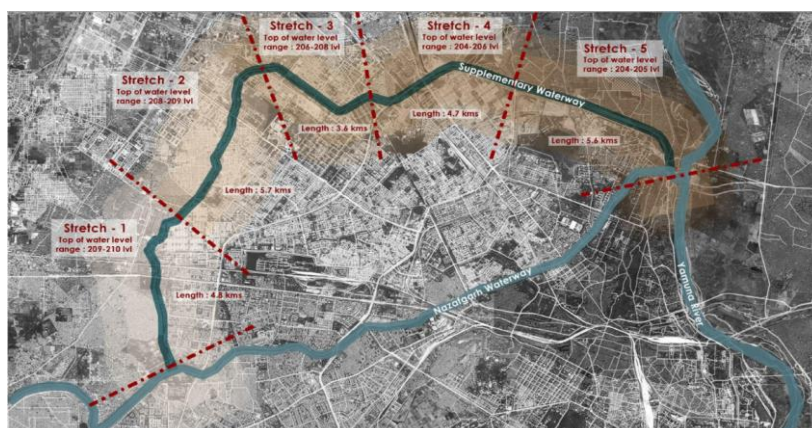 Stretch - 3
Top of water level
range : 206-208 lvl
Stretch - 4
Top of water level
range : 204-206 lvl
Stretch - 5
Top of water level
range : 204-205 lvl
Stretch - 2
Top of water level
range : 208-209 lvl
Supplementary Waterway
Length : 3.6 kms
Length : 4.7 kms
Length : 5.6 kms
Length : 5.7 kms
Stretch - 1
Top of water level
range : 209-210 lvl
Length : 4.8 kms
Nazafgarh Waterway
Yamuna River